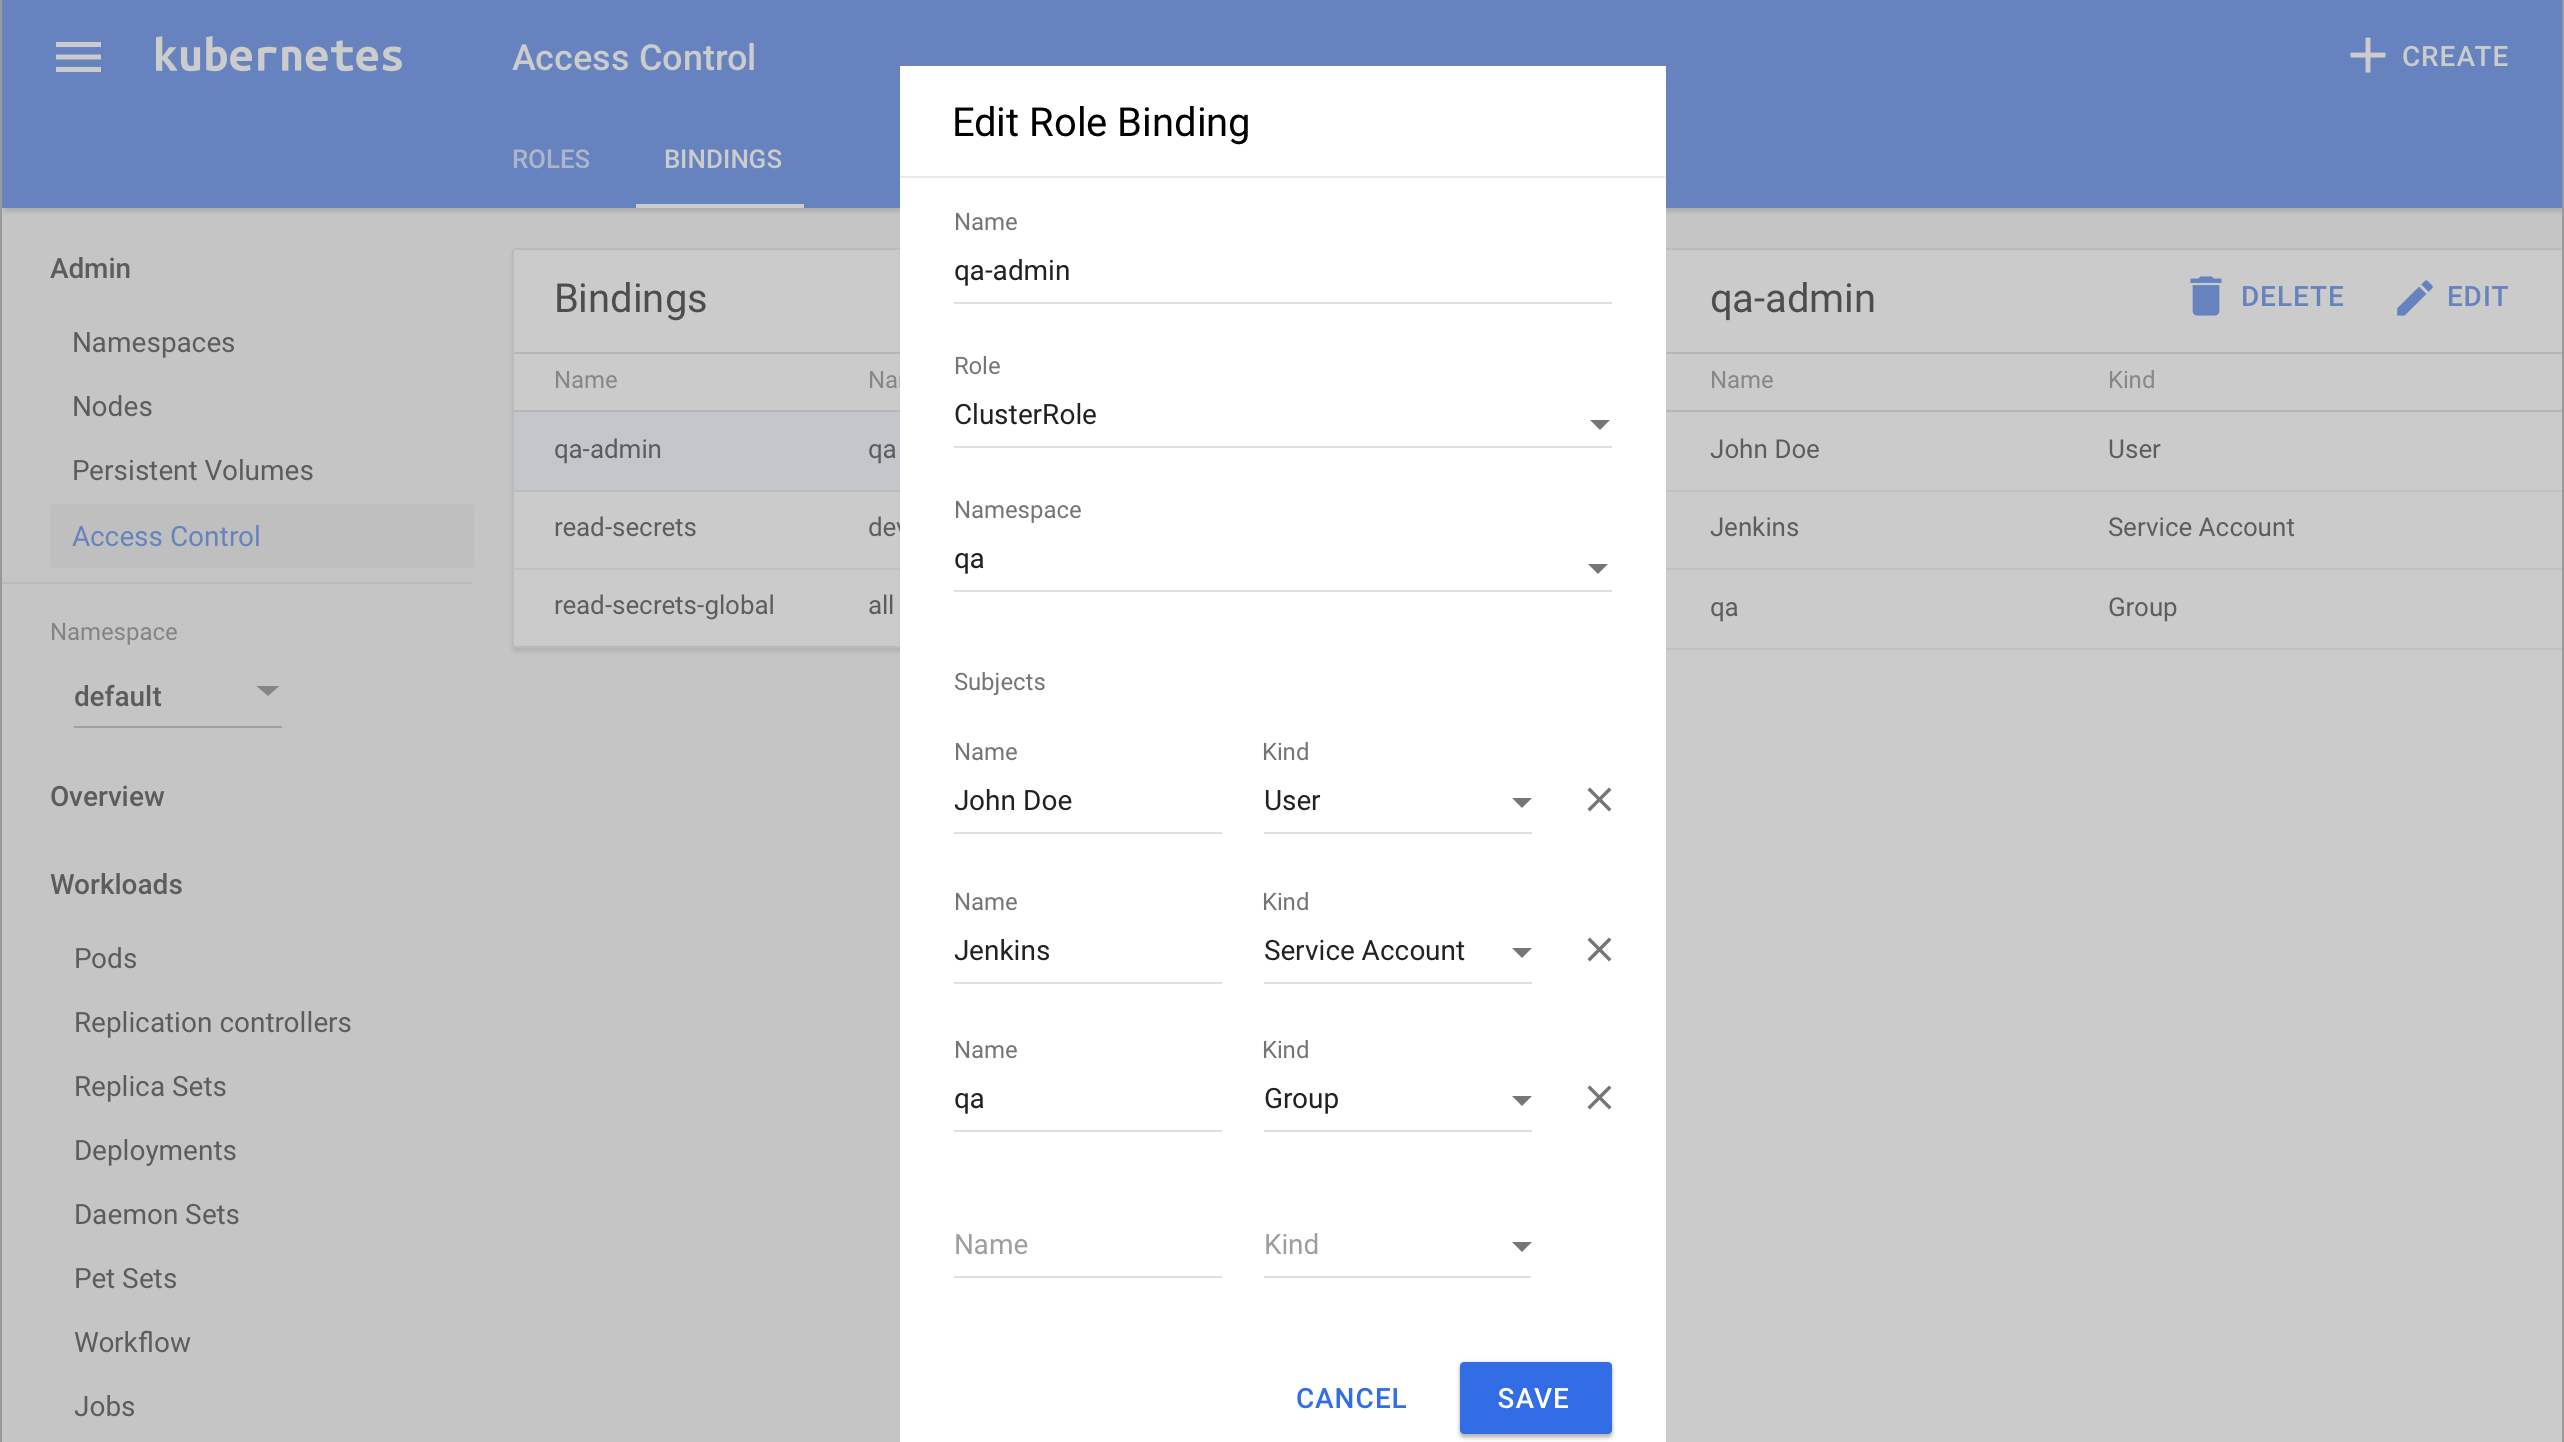 kubernetes
Access Control
CREATE
ROLES
BINDINGS
Admin
Namespaces
Nodes
Persistent Volumes
Access Control
Namespace
default
Overview
Workloads
Pods
Replication controllers
Replica Sets
Deployments
Daemon Sets
Pet Sets
Workflow
Jobs
Bindings
Name Na
qa-admin qa
read-secrets dev
read-secrets-global all
Edit Role Binding
Name
qa-admin
Role
ClusterRole
Namespace
qa
Subjects
Name Kind
John Doe User
Name Kind
Jenkins Service Account
Name Kind
qa Group
Name Kind
CANCEL SAVE
qa-admin DELETE EDIT
Name Kind
John Doe User
Jenkins Service Account
qa Group